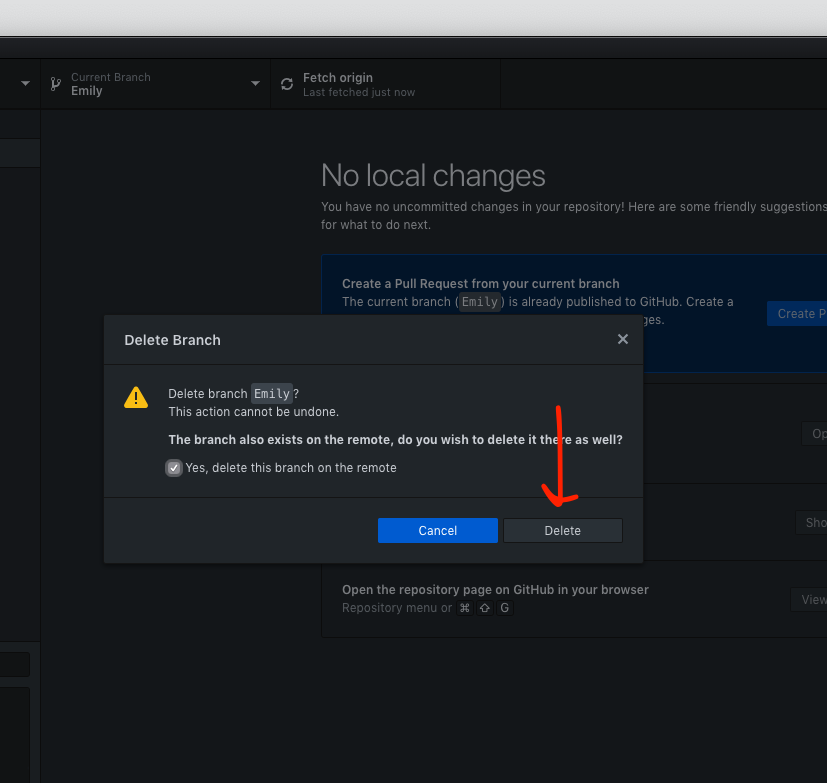 Current Branch
Emily
Fetch origin
Last fetched just now
No local changes
You have no uncommitted changes in your repository! Here are some friendly suggestions
for what to do next.
Create a Pull Request from your current branch
The current branch (Emily) is already published to GitHub. Create a
Create P
Delete Branch
Delete branch Emily?
This action cannot be undone.
The branch also exists on the remote, do you wish to delete it there as well?
Yes, delete this branch on the remote
Cancel
Delete
Open the repository page on GitHub in your browser
Repository menu or ⌘ ⇧ G
View